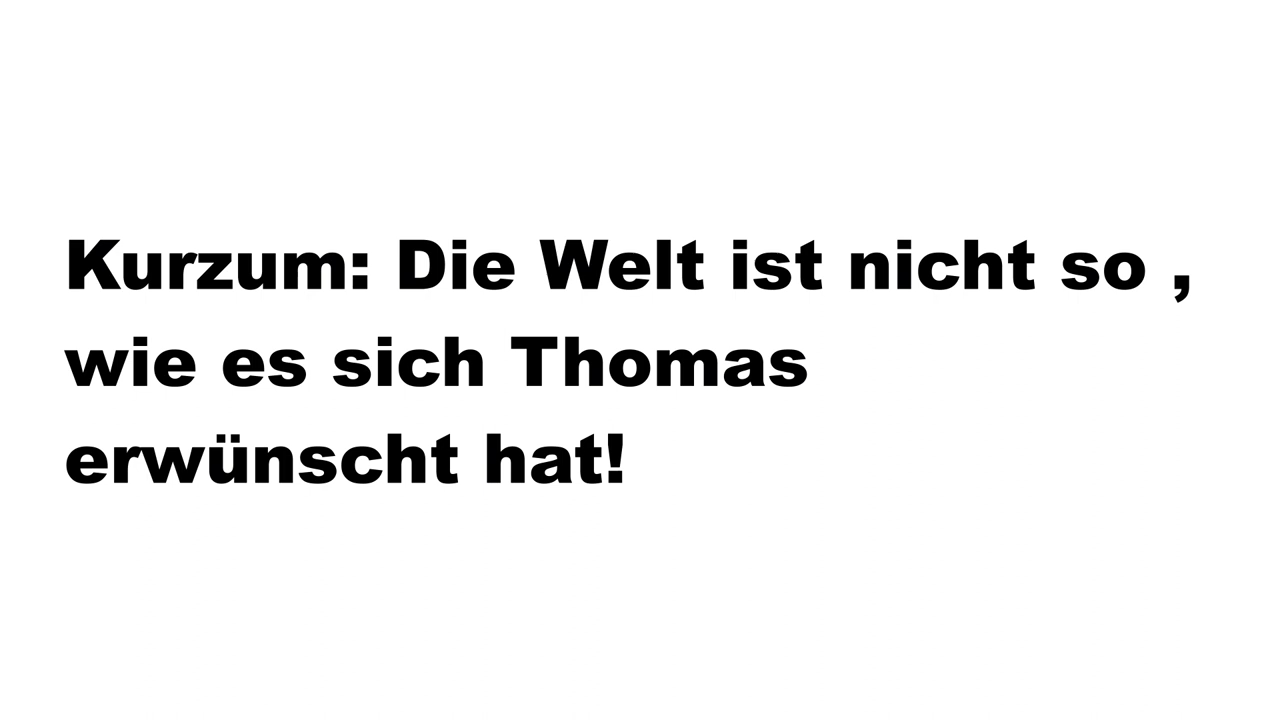 Kurzum: Die Welt ist nicht so ,
wie es sich Thomas
erwünscht hat!